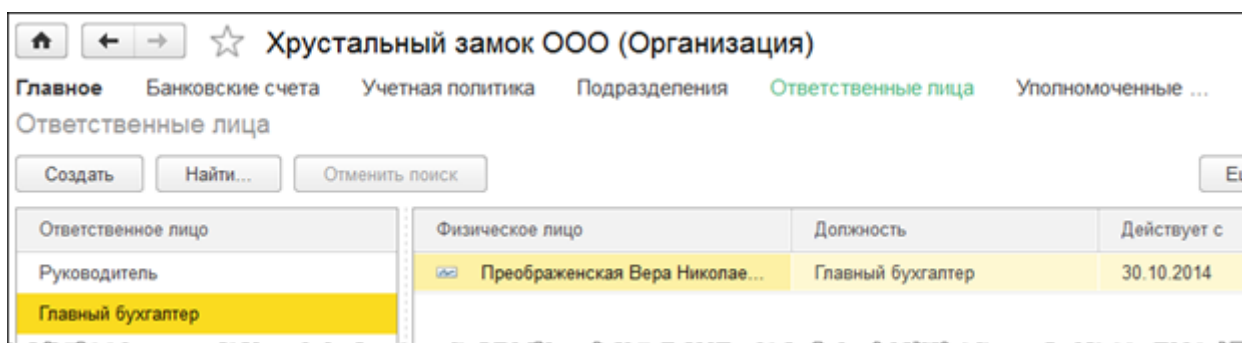 Хрустальный замок ООО (Организация)
Главное Банковские счета Учетная политика Подразделения Ответственные лица Уполномоченные ...
Ответственные лица
Создать Найти... Отменить поиск
Ответственное лицо Физическое лицо Должность Действует с
Руководитель Преображенская Вера Николае... Главный бухгалтер 30.10.2014
Главный бухгалтер